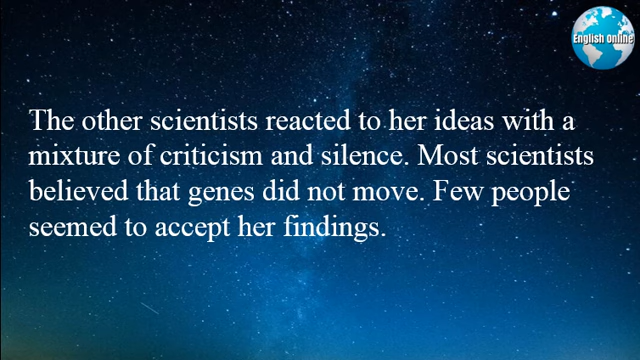 English Online
The other scientists reacted to her ideas with a
mixture of criticism and silence. Most scientists
believed that genes did not move. Few people
seemed to accept her findings.